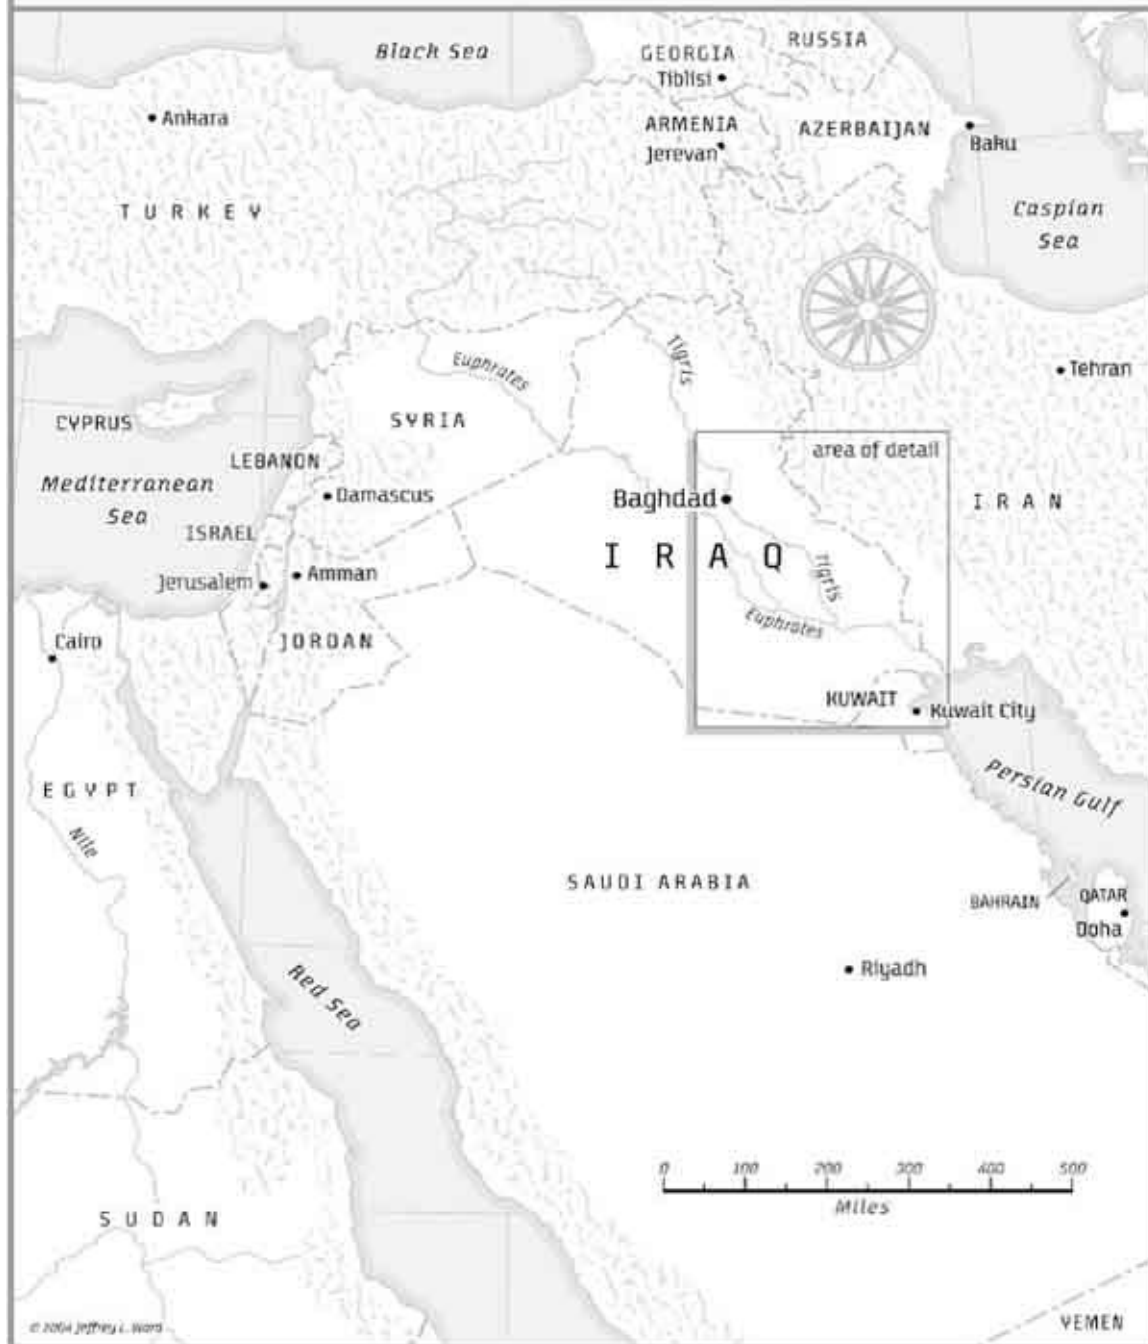 Black Sea
GEORGIA
Tiblisi
RUSSIA
Ankara
ARMENIA
Jerevan
AZERBAIJAN
Baku
TURKEY
Caspian
Sea
Tigris
Euphrates
Tehran
CYPRUS
SYRIA
area of detail
LEBANON
Mediterranean
Sea
Damascus
Baghdad
IRAN
ISRAEL
IRAQ
Jerusalem
Amman
Tigris
Euphrates
Cairo
JORDAN
KUWAIT
Kuwait City
EGYPT
Persian Gulf
Nile
SAUDI ARABIA
BAHRAIN
QATAR
Doha
Riyadh
Red Sea
0 100 200 300 400 500
Miles
SUDAN
YEMEN
© 2004 Jeffrey L. Ward